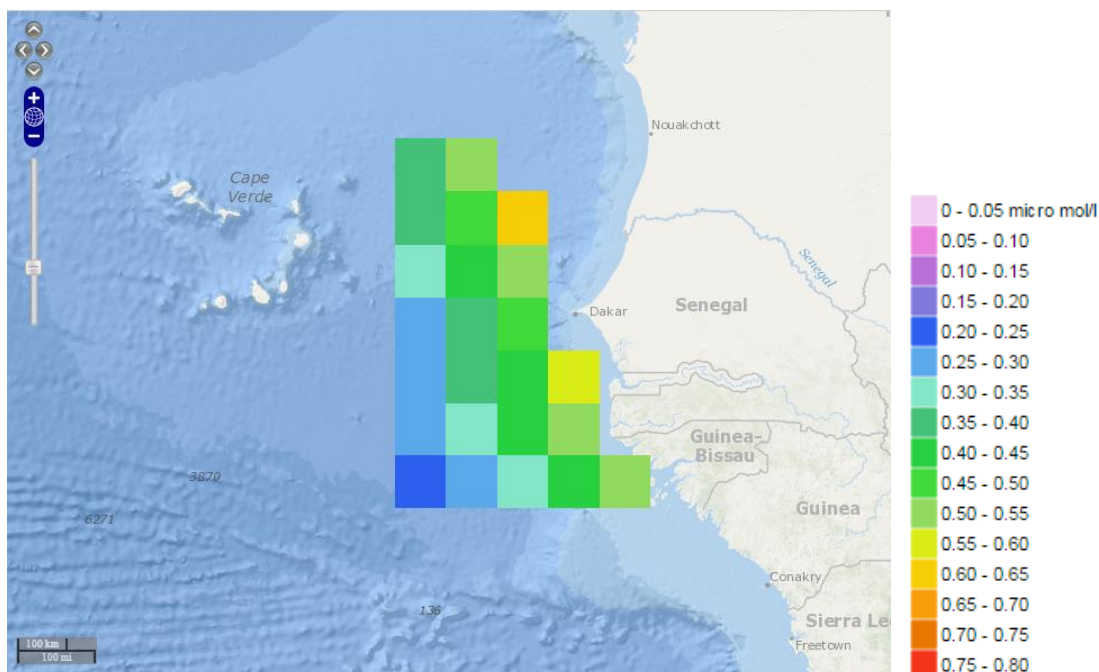 Nouakchott
Cape
Verde
Senegal
Dakar
Senegal
Guinea-
Bissau
3870
Guinea
6271
Conakry
136
Sierra Le
Freetown
100 km
100 mi
0 - 0.05 micro mol/l
0.05 - 0.10
0.10 - 0.15
0.15 - 0.20
0.20 - 0.25
0.25 - 0.30
0.30 - 0.35
0.35 - 0.40
0.40 - 0.45
0.45 - 0.50
0.50 - 0.55
0.55 - 0.60
0.60 - 0.65
0.65 - 0.70
0.70 - 0.75
0.75 - 0.80